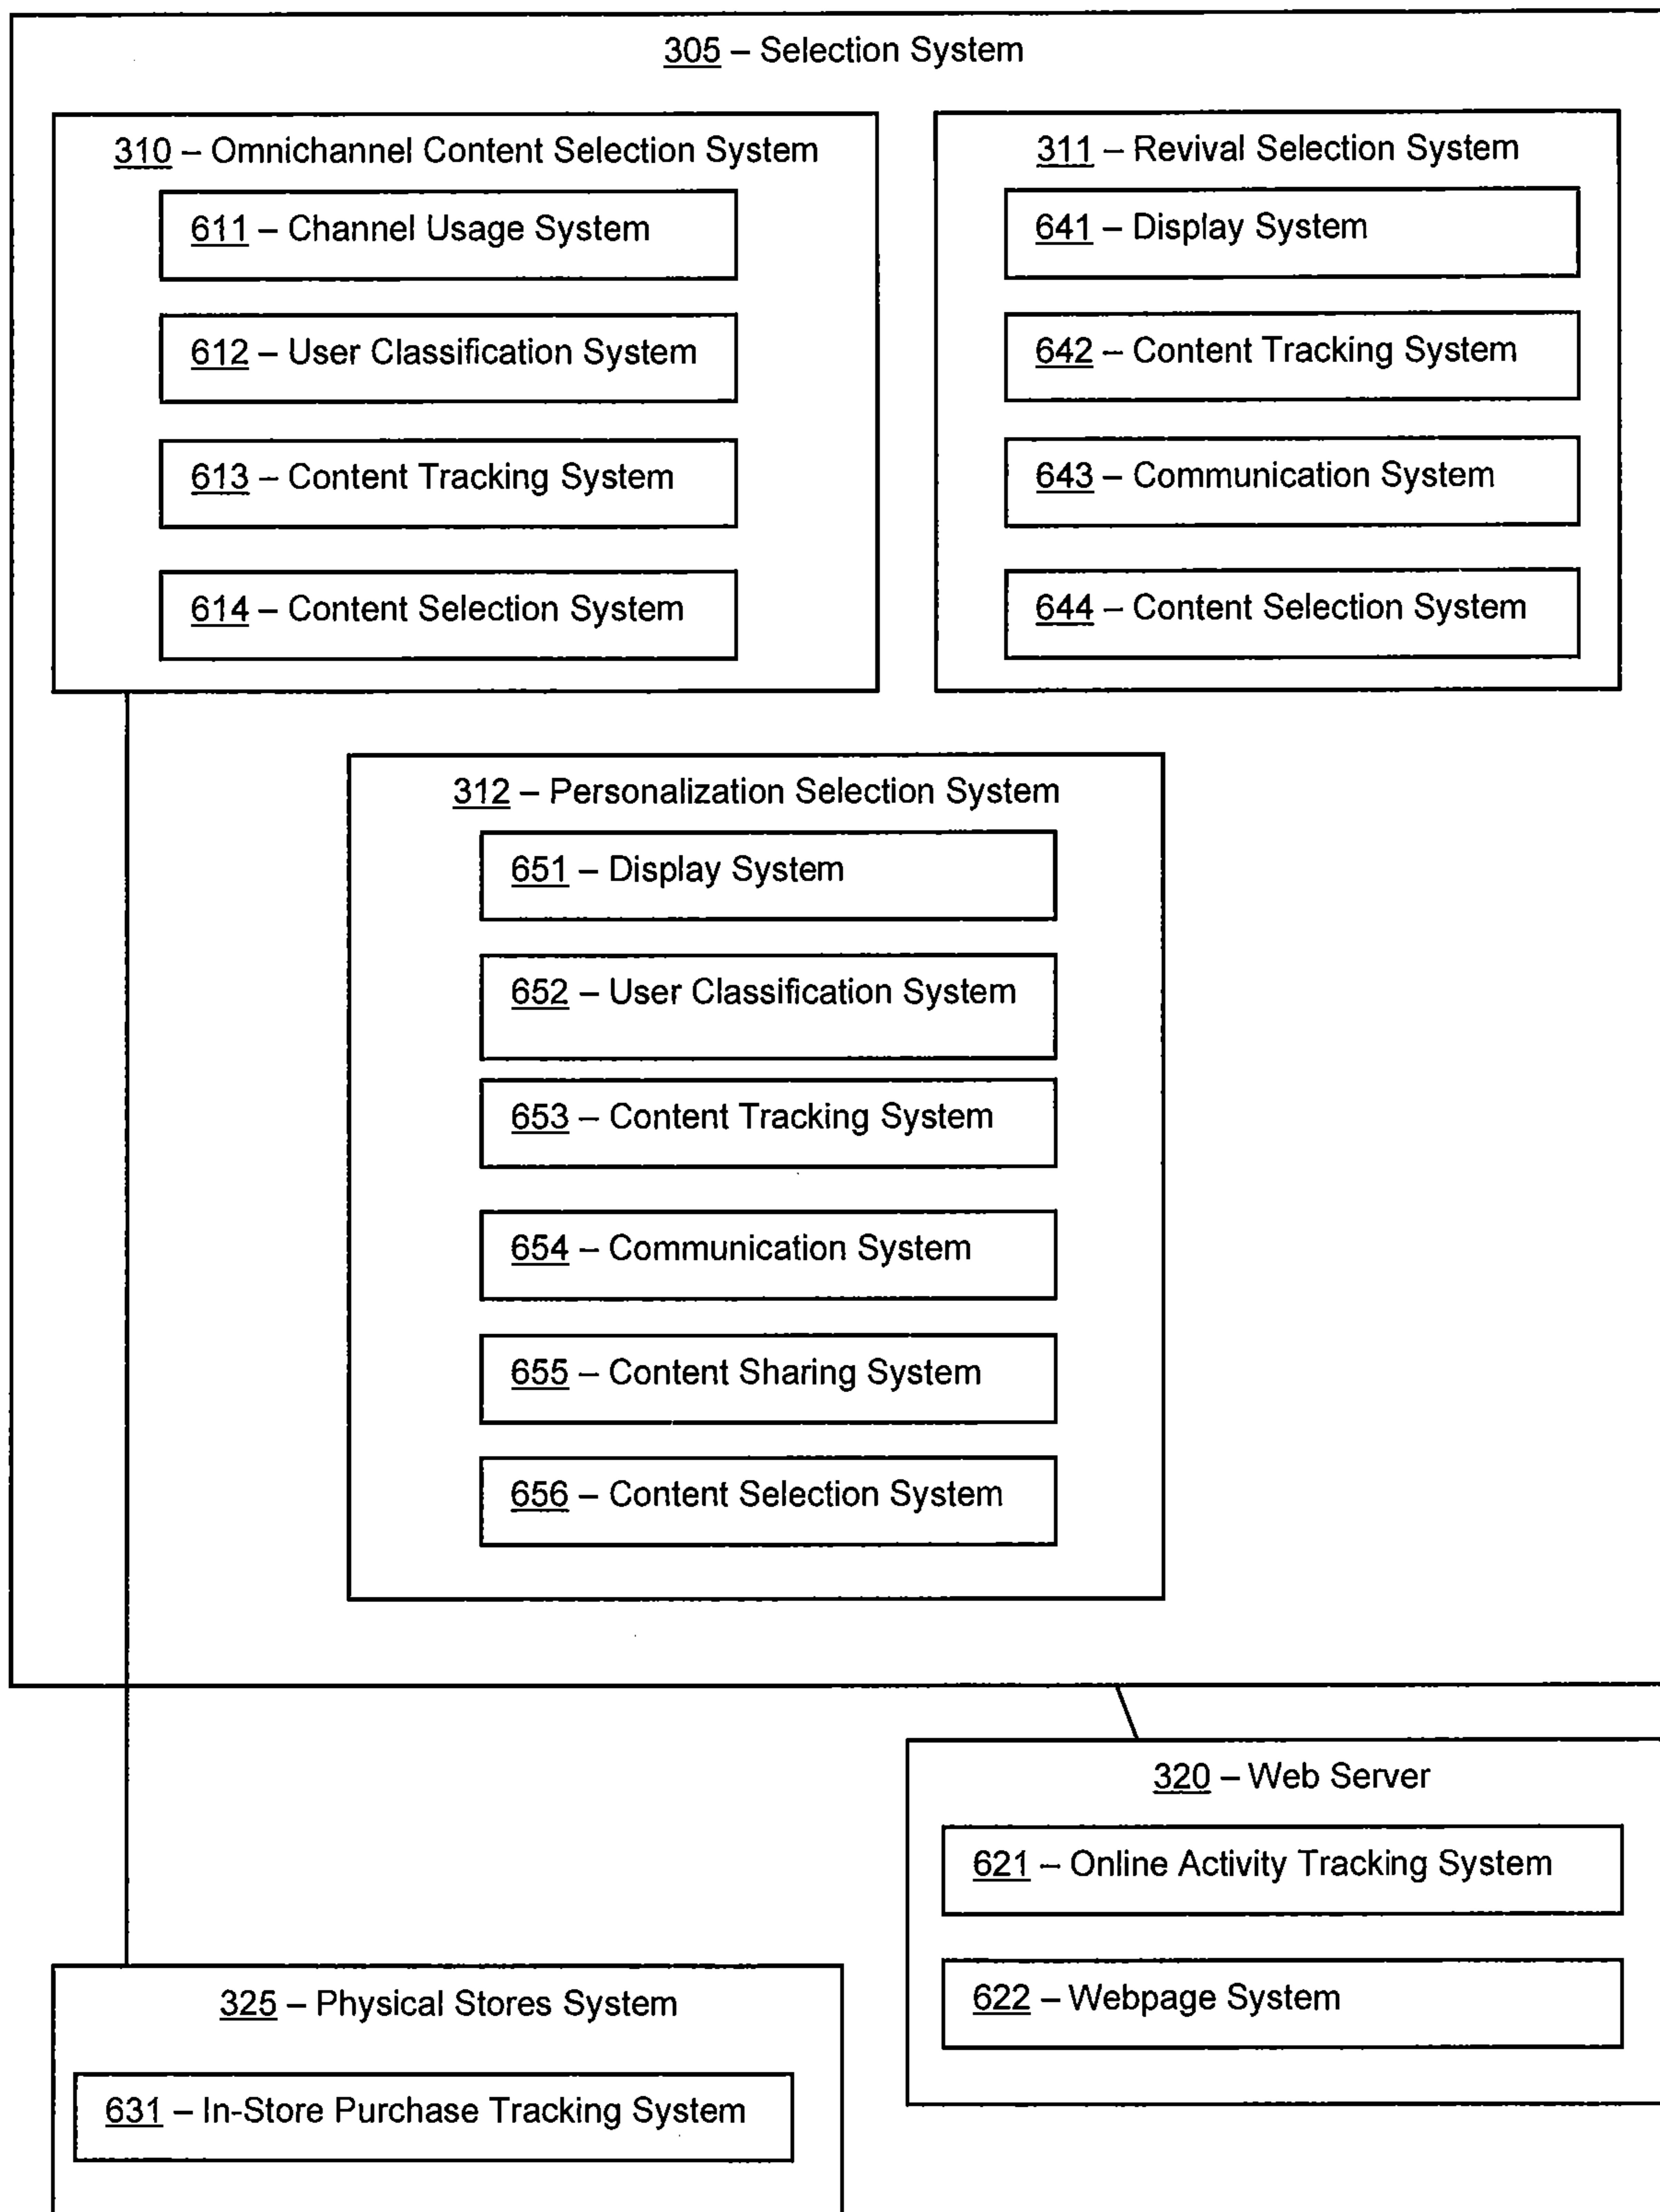 305 – Selection System
310 – Omnichannel Content Selection System
611 – Channel Usage System
612 – User Classification System
613 – Content Tracking System
614 – Content Selection System
311 – Revival Selection System
641 – Display System
642 – Content Tracking System
643 – Communication System
644 – Content Selection System
312 – Personalization Selection System
651 – Display System
652 – User Classification System
653 – Content Tracking System
654 – Communication System
655 – Content Sharing System
656 – Content Selection System
320 – Web Server
621 – Online Activity Tracking System
622 – Webpage System
325 – Physical Stores System
631 – In-Store Purchase Tracking System